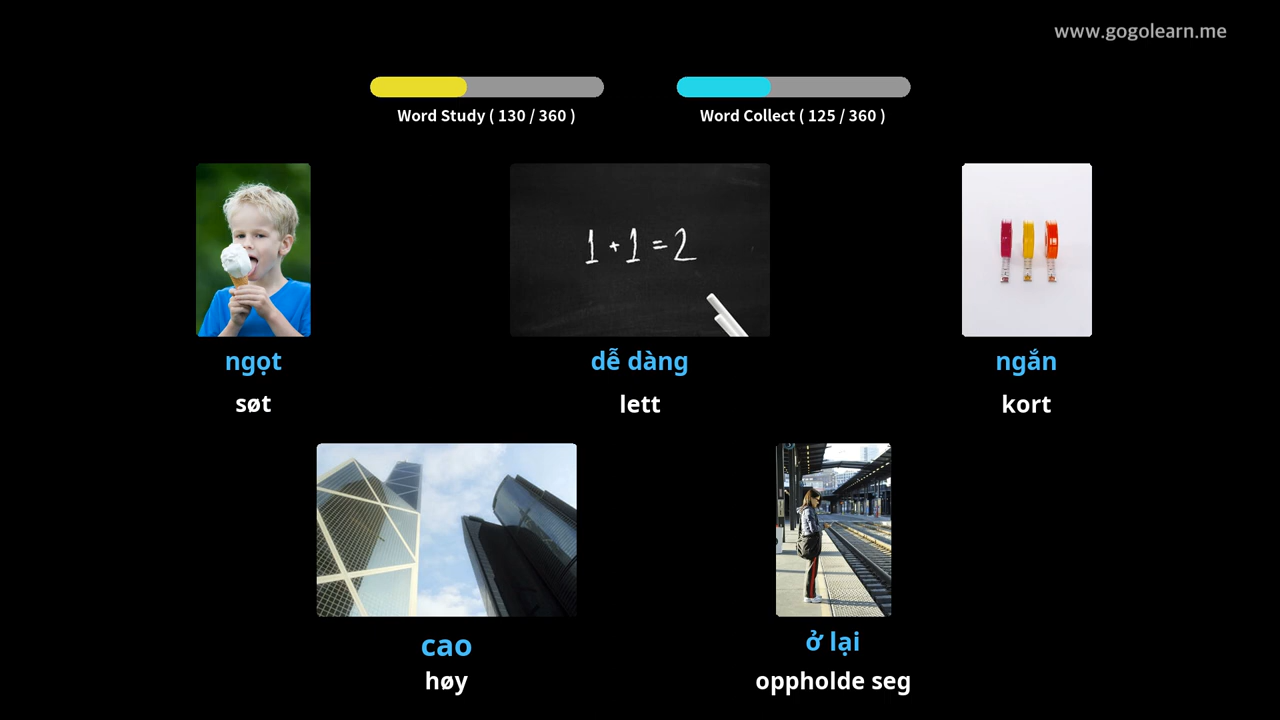 www.gogolearn.me
Word Study ( 130 / 360 )
Word Collect ( 125 / 360 )
1 + 1 = 2
ngọt
dễ dàng
ngắn
søt
lett
kort
cao
ở lại
høy
oppholde seg